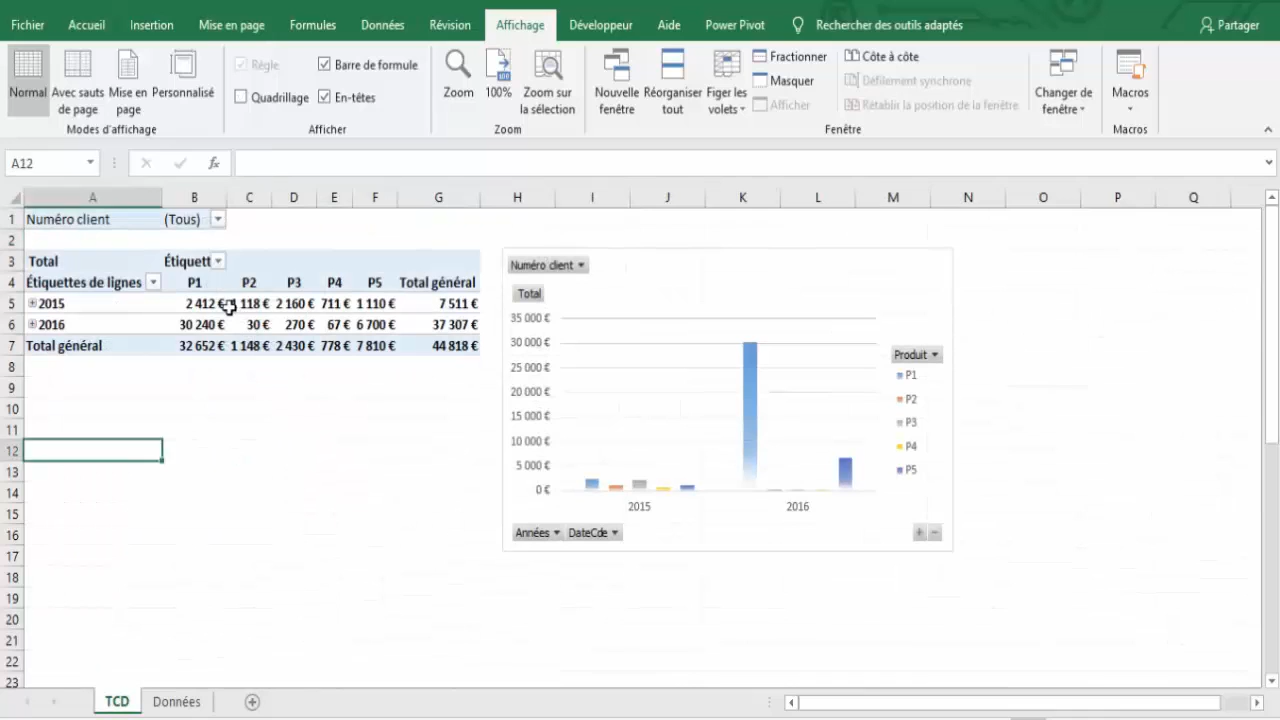 Fichier Accueil Insertion Mise en page Formules Données Révision Affichage Développeur Aide Power Pivot Rechercher des outils adaptés Partager
Normal
Avec sauts de page
Mise en page
Personnalisé
Modes d'affichage
Règle
Barre de formule
Quadrillage
En-têtes
Afficher
Zoom
100%
Zoom sur la sélection
Zoom
Nouvelle fenêtre
Réorganiser tout
Figer les volets
Fractionner
Masquer
Afficher
Côte à côte
Défilement synchrone
Rétablir la position de la fenêtre
Changer de fenêtre
Fenêtre
Macros
Macros
A12 fx
A B C D E F G H I J K L M N O P Q
1 Numéro client (Tous)
2
3 Total Étiquett
4 Étiquettes de lignes P1 P2 P3 P4 P5 Total général
5 2015 2 412 € 118 € 2 160 € 711 € 1 110 € 7 511 €
6 2016 30 240 € 30 € 270 € 67 € 6 700 € 37 307 €
7 Total général 32 652 € 1 148 € 2 430 € 778 € 7 810 € 44 818 €
8
9
10
11
12
13
14
15
16
17
18
19
20
21
22
23
Numéro client
Total
35 000 €
30 000 €
25 000 €
20 000 €
15 000 €
10 000 €
5 000 €
0 €
2015 2016
Produit
P1
P2
P3
P4
P5
Années DateCde
+ −
TCD Données